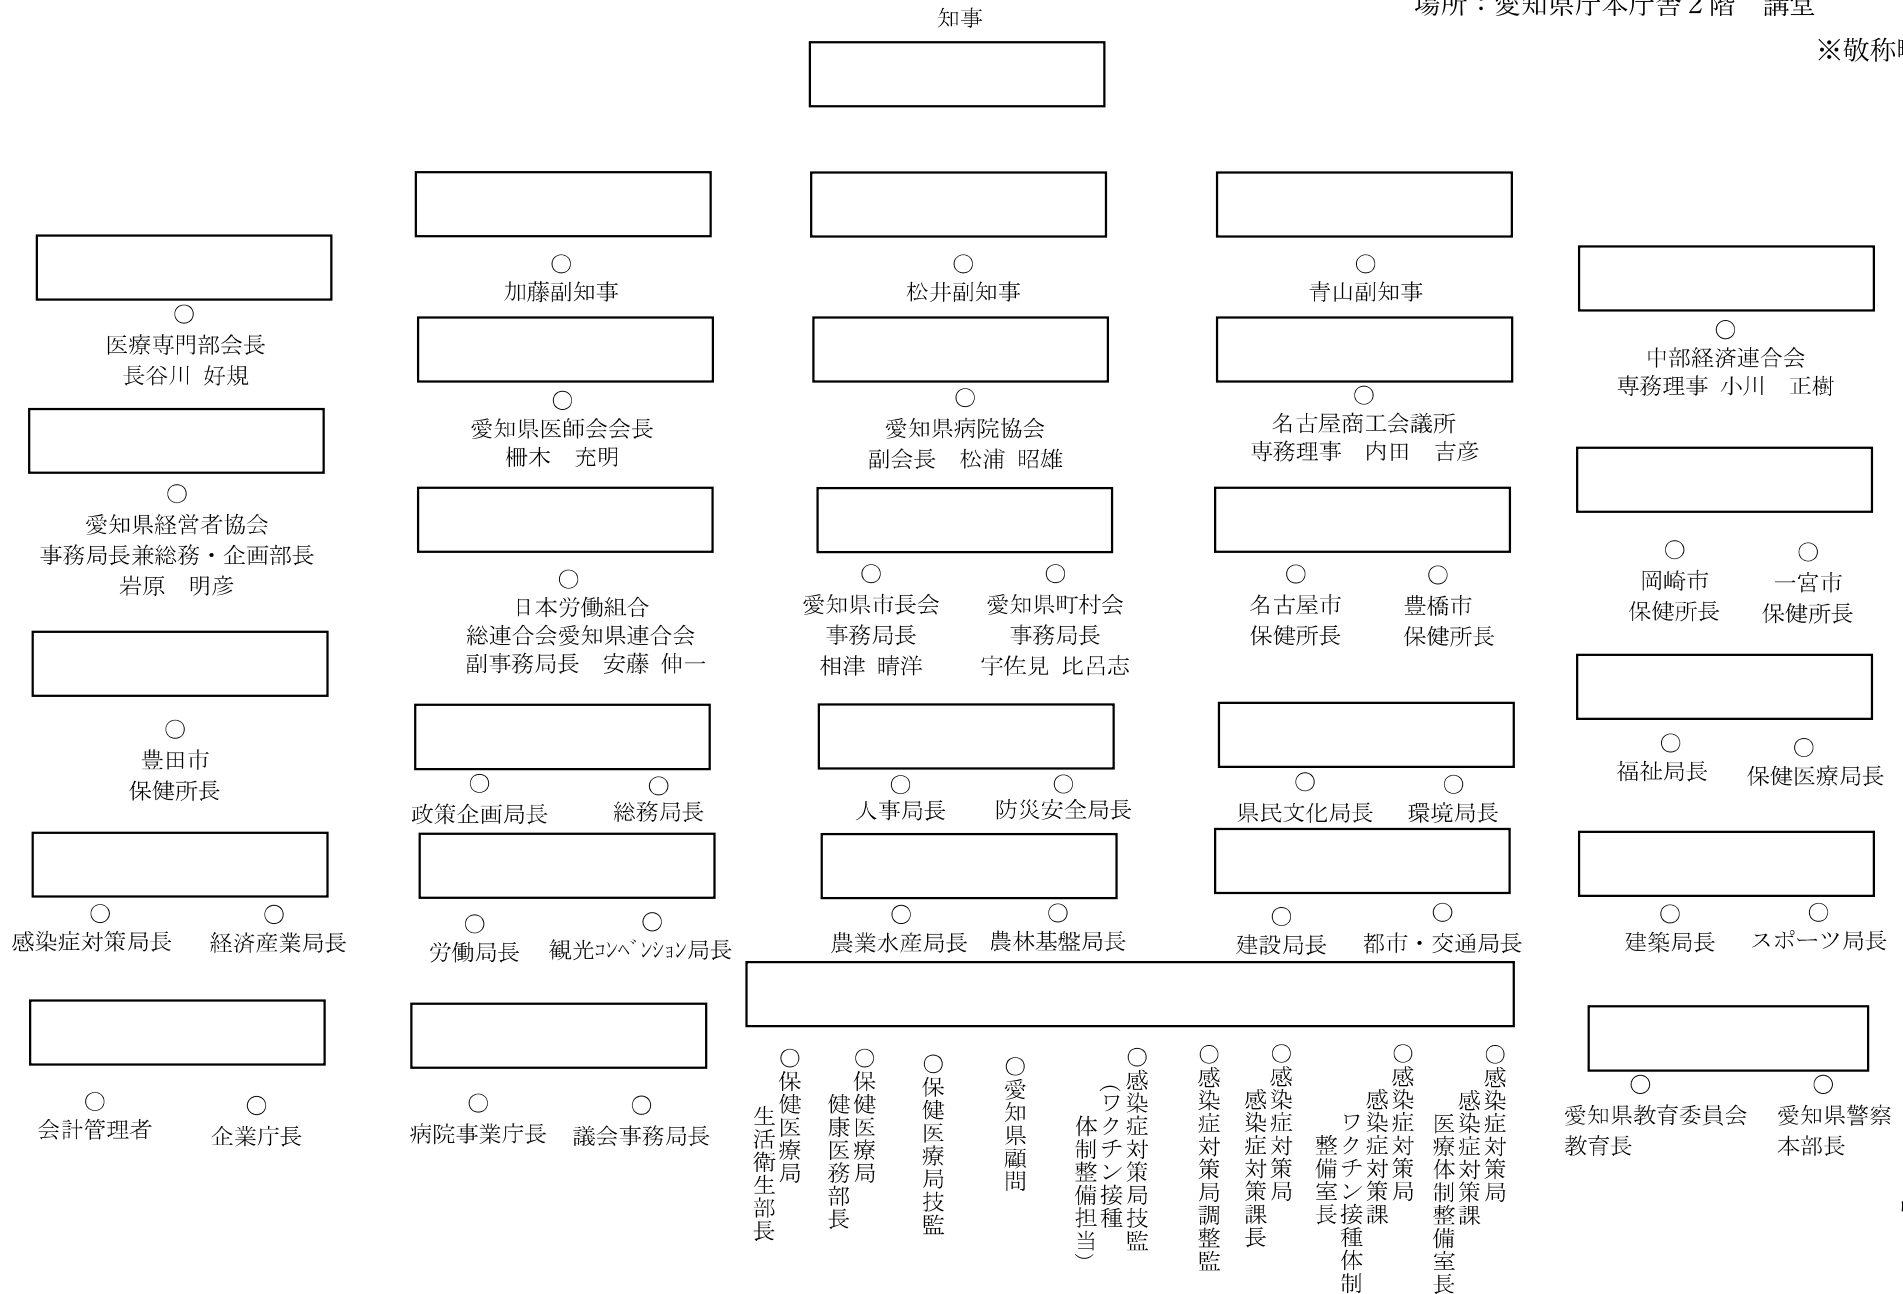 場所：愛知県庁本庁舎２階　講堂
※敬称
知事
○
加藤副知事
○
松井副知事
○
青山副知事
○
医療専門部会長
長谷川 好規
○
中部経済連合会
専務理事 小川　正樹
○
愛知県医師会会長
柵木　充明
○
愛知県病院協会
副会長　松浦 昭雄
○
名古屋商工会議所
専務理事　内田　吉彦
○
愛知県経営者協会
事務局長兼総務・企画部長
岩原　明彦
○
日本労働組合
総連合会愛知県連合会
副事務局長　安藤 伸一
○
愛知県市長会
事務局長
相津 晴洋
○
愛知県町村会
事務局長
宇佐見 比呂志
○
名古屋市
保健所長
○
豊橋市
保健所長
○
岡崎市
保健所長
○
一宮市
保健所長
○
豊田市
保健所長
○
政策企画局長
○
総務局長
○
人事局長
○
防災安全局長
○
県民文化局長
○
環境局長
○
福祉局長
○
保健医療局長
○
感染症対策局長
○
経済産業局長
○
労働局長
○
観光ｺﾝﾍﾞﾝｼｮﾝ局長
○
農業水産局長
○
農林基盤局長
○
建設局長
○
都市・交通局長
○
建築局長
○
スポーツ局長
○
会計管理者
○
企業庁長
○
病院事業庁長
○
議会事務局長
○保健医療局
生活衛生部長
○保健医療局
健康医務部長
○保健医療局技監
○愛知県顧問
○感染症対策局技監
（ワクチン接種
体制整備担当）
○感染症対策局調整監
○感染症対策局
感染症対策課長
○感染症対策局
感染症対策課
ワクチン接種体制
整備室長
○感染症対策局
感染症対策課
医療体制整備室長
○
愛知県教育委員会
教育長
○
愛知県警察
本部長